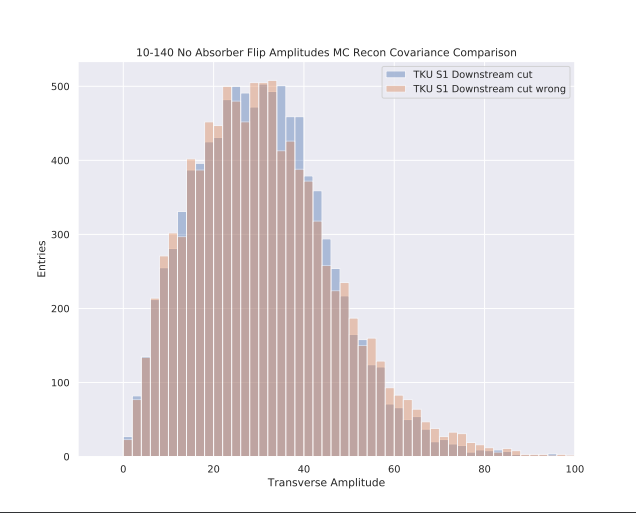 10-140 No Absorber Flip Amplitudes MC Recon Covariance Comparison
TKU S1 Downstream cut
TKU S1 Downstream cut wrong
500
400
300
200
100
0
Entries
0 20 40 60 80 100
Transverse Amplitude